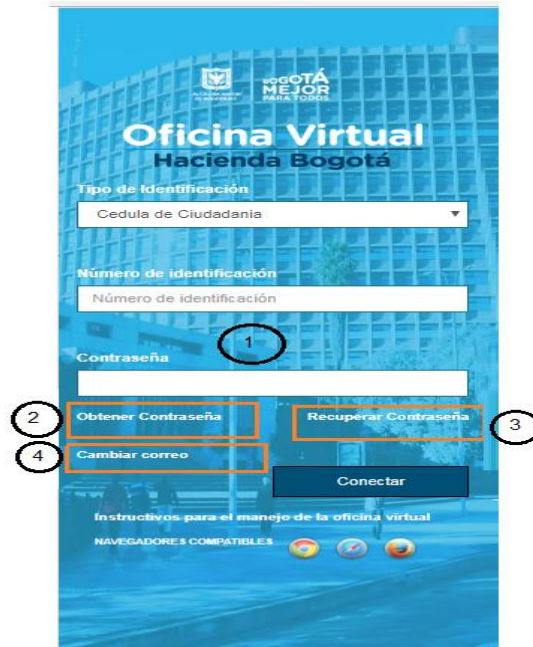 BOGOTÁ
MEJOR
PARA TODOS
Oficina Virtual
Hacienda Bogotá
Tipo de Identificación
Cedula de Ciudadania
Número de identificación
Número de identificación
1
Contraseña
2 Obtener Contraseña Recuperar Contraseña 3
4 Cambiar correo
Conectar
Instructivos para el manejo de la oficina virtual
NAVEGADORES COMPATIBLES